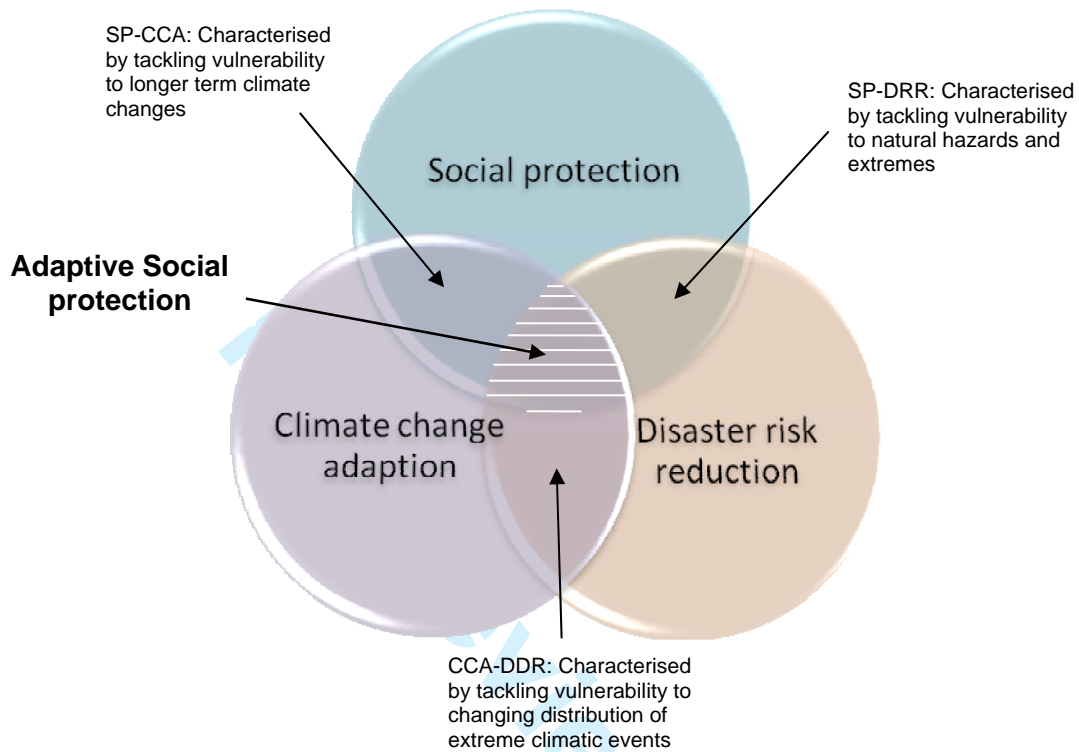 SP-CCA: Characterised
by tackling vulnerability
to longer term climate
changes
SP-DRR: Characterised
by tackling vulnerability
to natural hazards and
extremes
Social protection
Adaptive Social
protection
Climate change
adaption
Disaster risk
reduction
CCA-DDR: Characterised
by tackling vulnerability to
changing distribution of
extreme climatic events